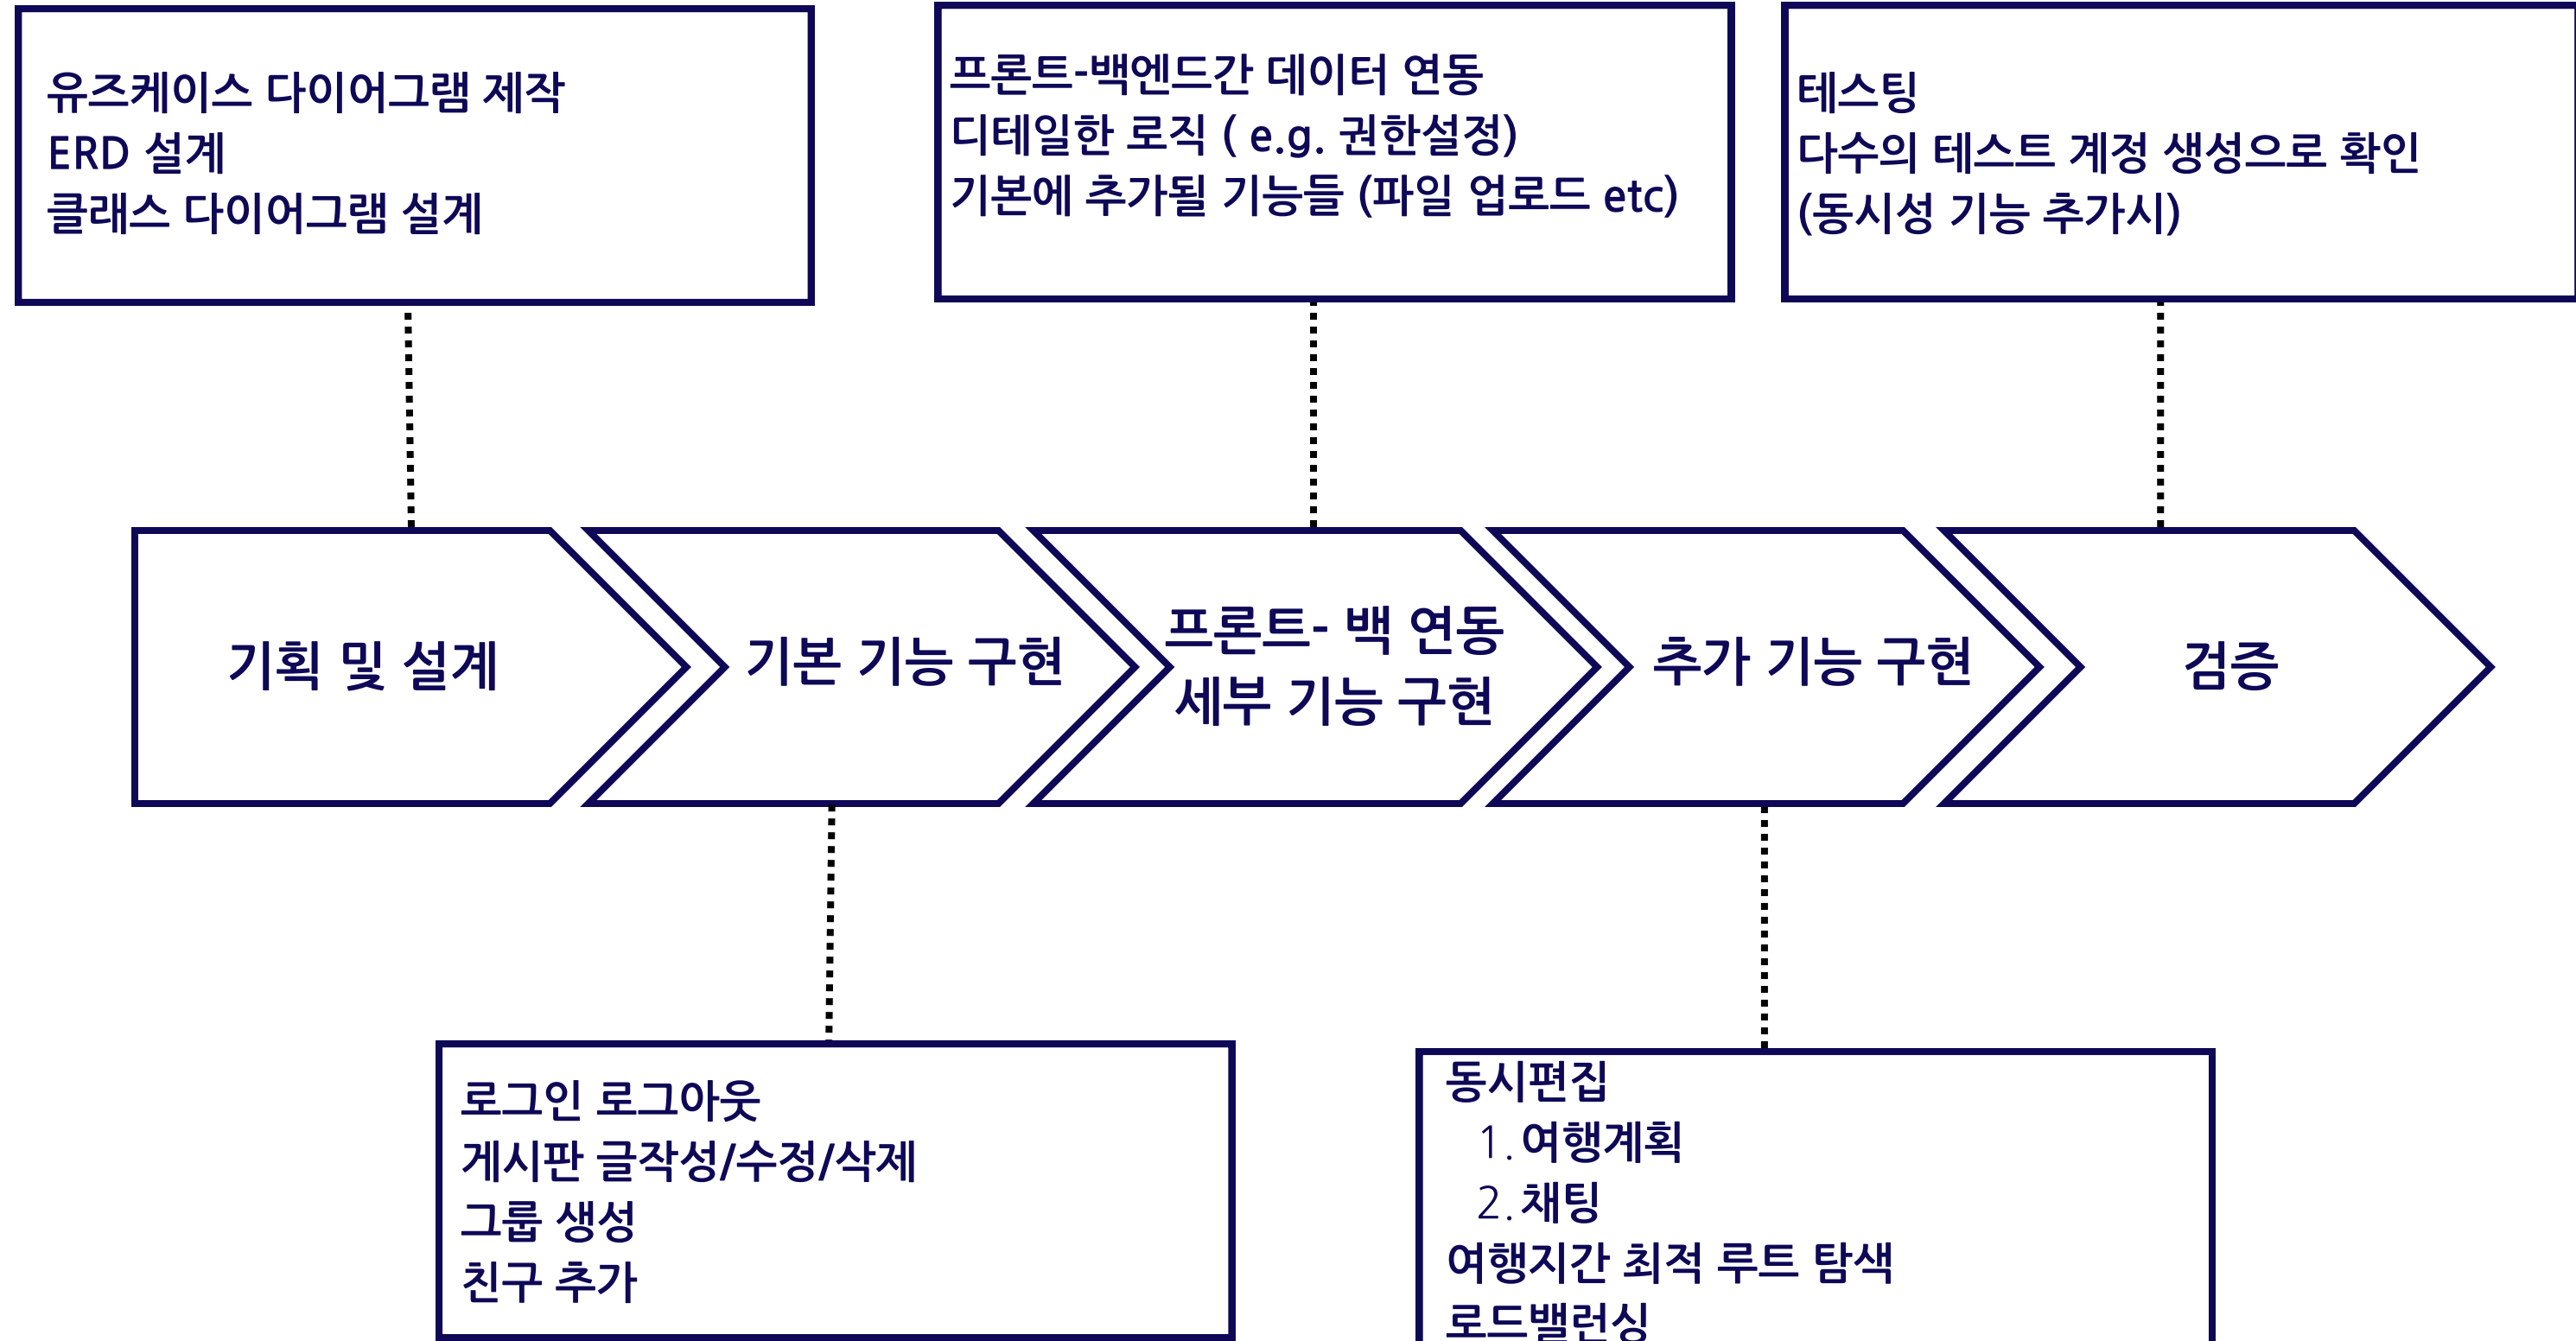 유즈케이스 다이어그램 제작
ERD 설계
클래스 다이어그램 설계
프론트-백엔드간 데이터 연동
디테일한 로직 ( e.g. 권한설정)
기본에 추가될 기능들 (파일 업로드 etc)
테스팅
다수의 테스트 계정 생성으로 확인
(동시성 기능 추가시)
기획 및 설계
기본 기능 구현
프론트- 백 연동
세부 기능 구현
추가 기능 구현
검증
로그인 로그아웃
게시판 글작성/수정/삭제
그룹 생성
친구 추가
동시편집
1. 여행계획
2. 채팅
여행지간 최적 루트 탐색
로드밸런싱